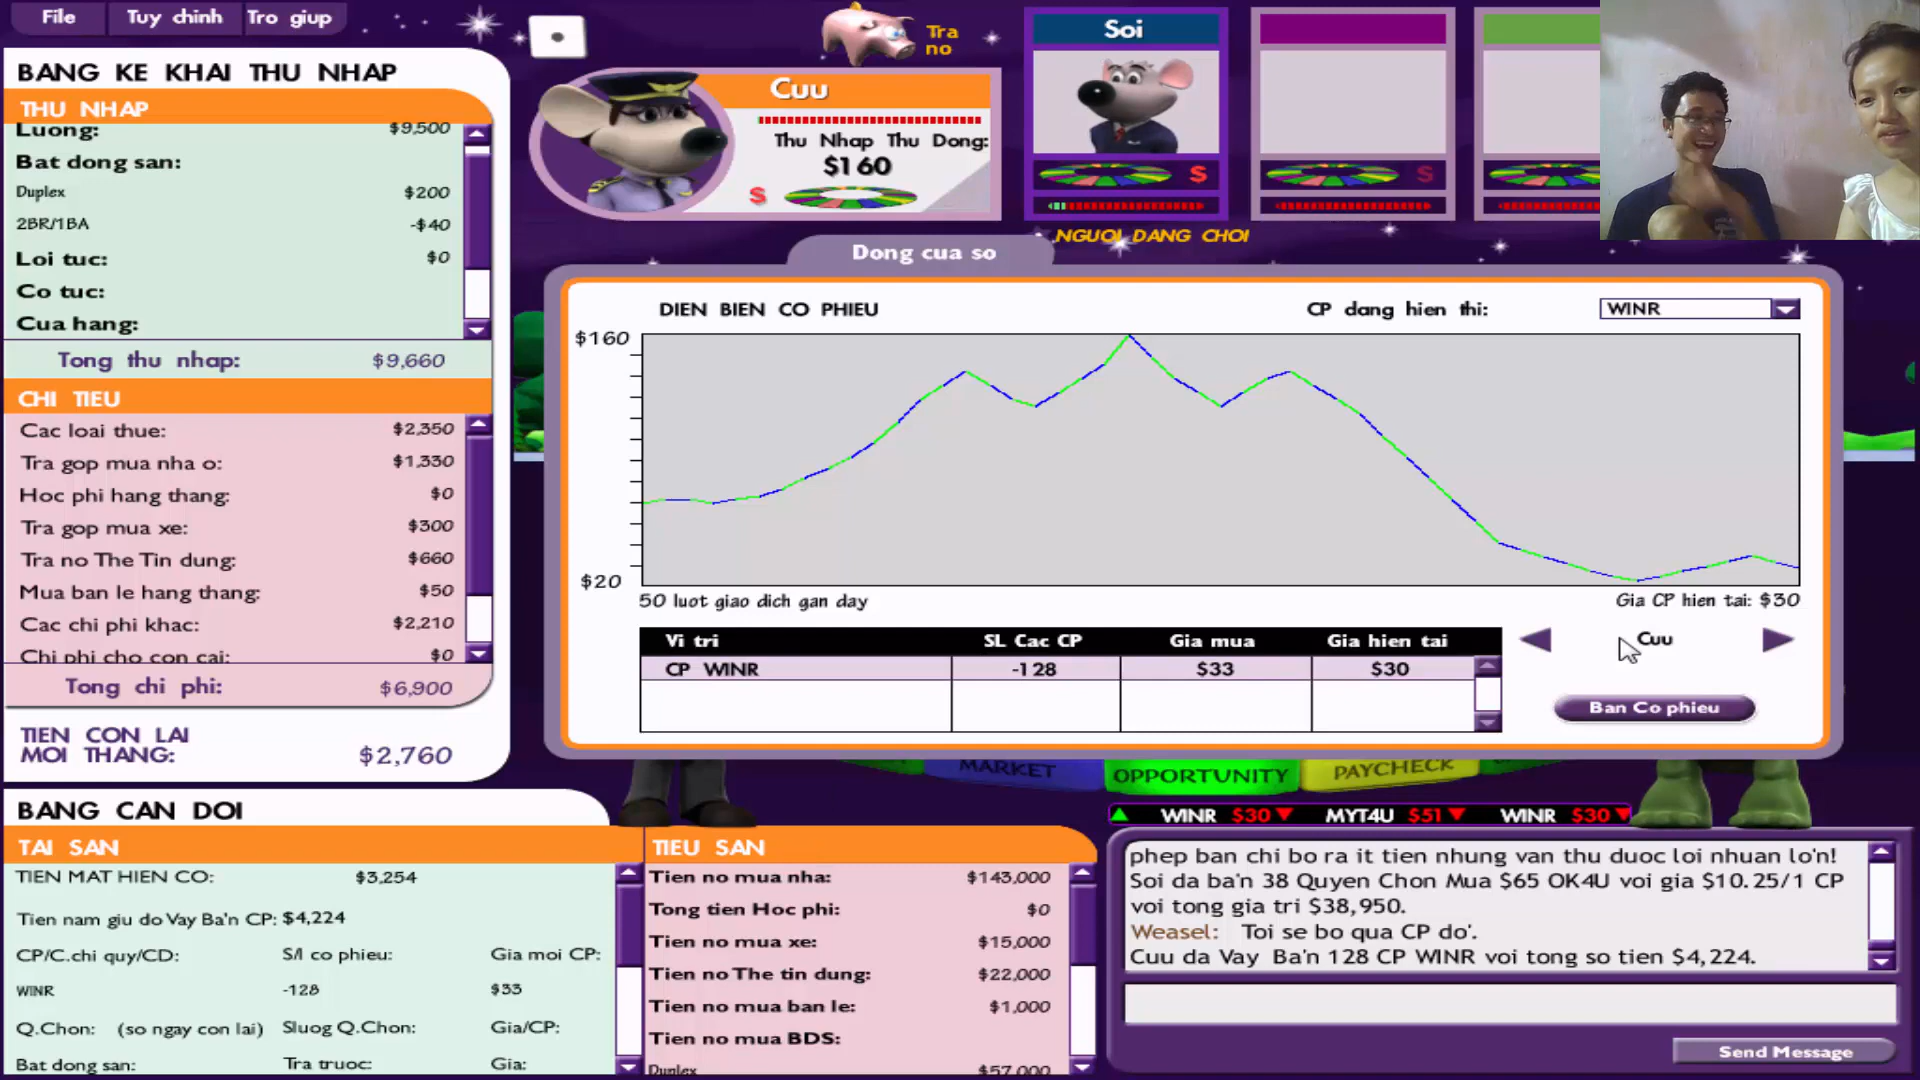 File
Tuy chinh
Tro giup
BANG KE KHAI THU NHAP
THU NHAP
Luong: $9,500
Bat dong san:
Duplex $200
2BR/1BA -$40
Loi tuc: $0
Co tuc:
Cua hang:
Tong thu nhap: $9,660
CHI TIEU
Cac loai thue: $2,350
Tra gop mua nha o: $1,330
Hoc phi hang thang: $0
Tra gop mua xe: $300
Tra no The Tin dung: $660
Mua ban le hang thang: $50
Cac chi phi khac: $2,210
Chi phi cho con cai: $0
Tong chi phi: $6,900
TIEN CON LAI
MOI THANG: $2,760
Tra
no
Cuu
Thu Nhap Thu Dong:
$160
S
Soi
S
S
NGUOI DANG CHOI
Dong cua so
DIEN BIEN CO PHIEU
CP dang hien thi: WINR
$160
$20
50 luot giao dich gan day
Gia CP hien tai: $30
Vi tri SL Cac CP Gia mua Gia hien tai
CP WINR -128 $33 $30
Cuu
Ban Co phieu
MARKET
OPPORTUNITY
PAYCHECK
WINR $30 MYT4U $51 WINR $30
BANG CAN DOI
TAI SAN
TIEN MAT HIEN CO: $3,254
Tien nam giu do Vay Ba'n CP: $4,224
CP/C.chi quy/CD: S/l co phieu: Gia moi CP:
WINR -128 $33
Q.Chon: (so ngay con lai) Sluog Q.Chon: Gia/CP:
Bat dong san: Tra truoc: Gia:
TIEU SAN
Tien no mua nha: $143,000
Tong tien Hoc phi: $0
Tien no mua xe: $15,000
Tien no The tin dung: $22,000
Tien no mua ban le: $1,000
Tien no mua BDS:
Duplex $57,000
phep ban chi bo ra it tien nhung van thu duoc loi nhuan lo'n!
Soi da ba'n 38 Quyen Chon Mua $65 OK4U voi gia $10.25/1 CP
voi tong gia tri $38,950.
Weasel: Toi se bo qua CP do'.
Cuu da Vay Ba'n 128 CP WINR voi tong so tien $4,224.
Send Message